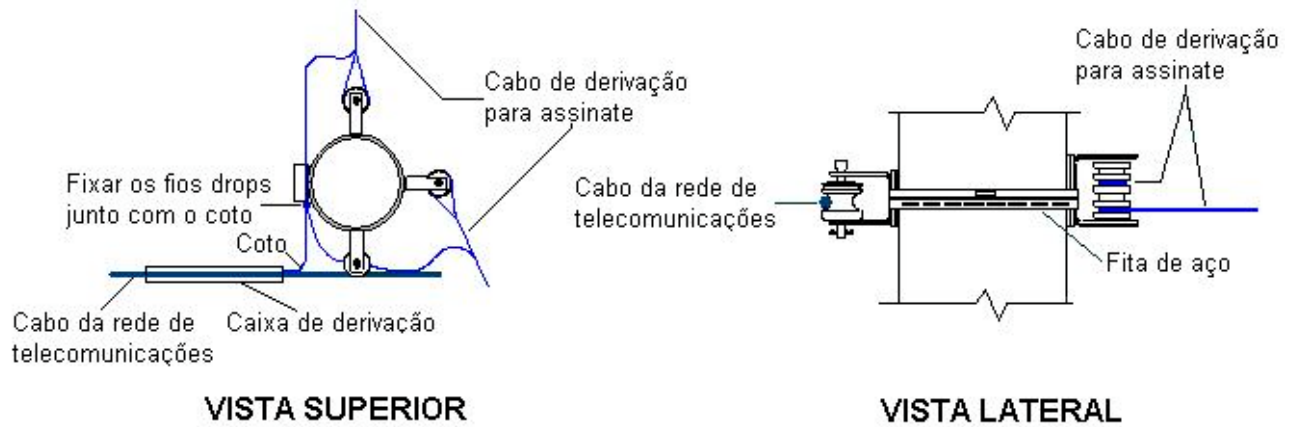 Cabo de derivação
para assinate
Fixar os fios drops
junto com o coto
Coto
Cabo da rede de
telecomunicações
Caixa de derivação
VISTA SUPERIOR
Cabo de derivação
para assinate
Cabo da rede de
telecomunicações
Fita de aço
VISTA LATERAL